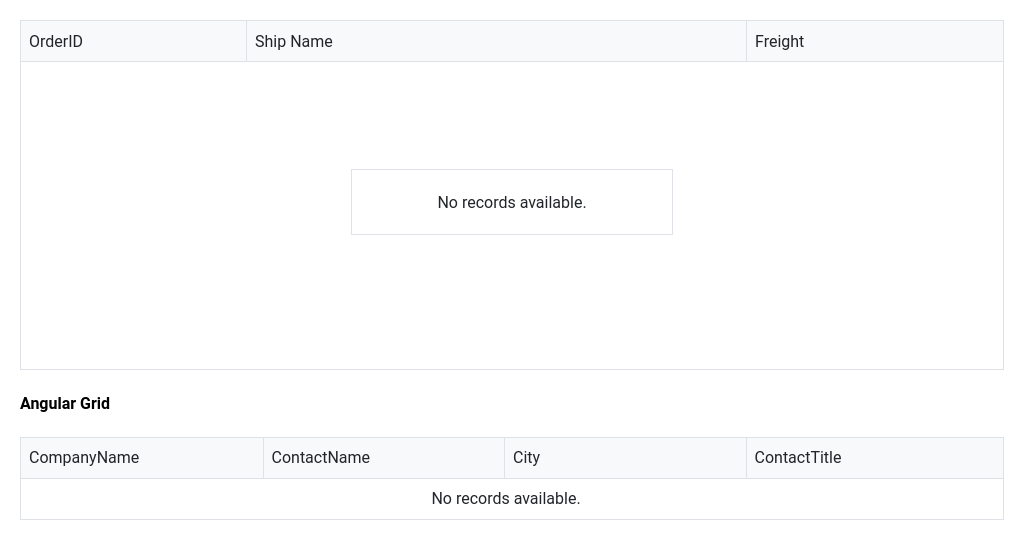 OrderID Ship Name Freight
No records available.
Angular Grid
CompanyName ContactName City ContactTitle
No records available.